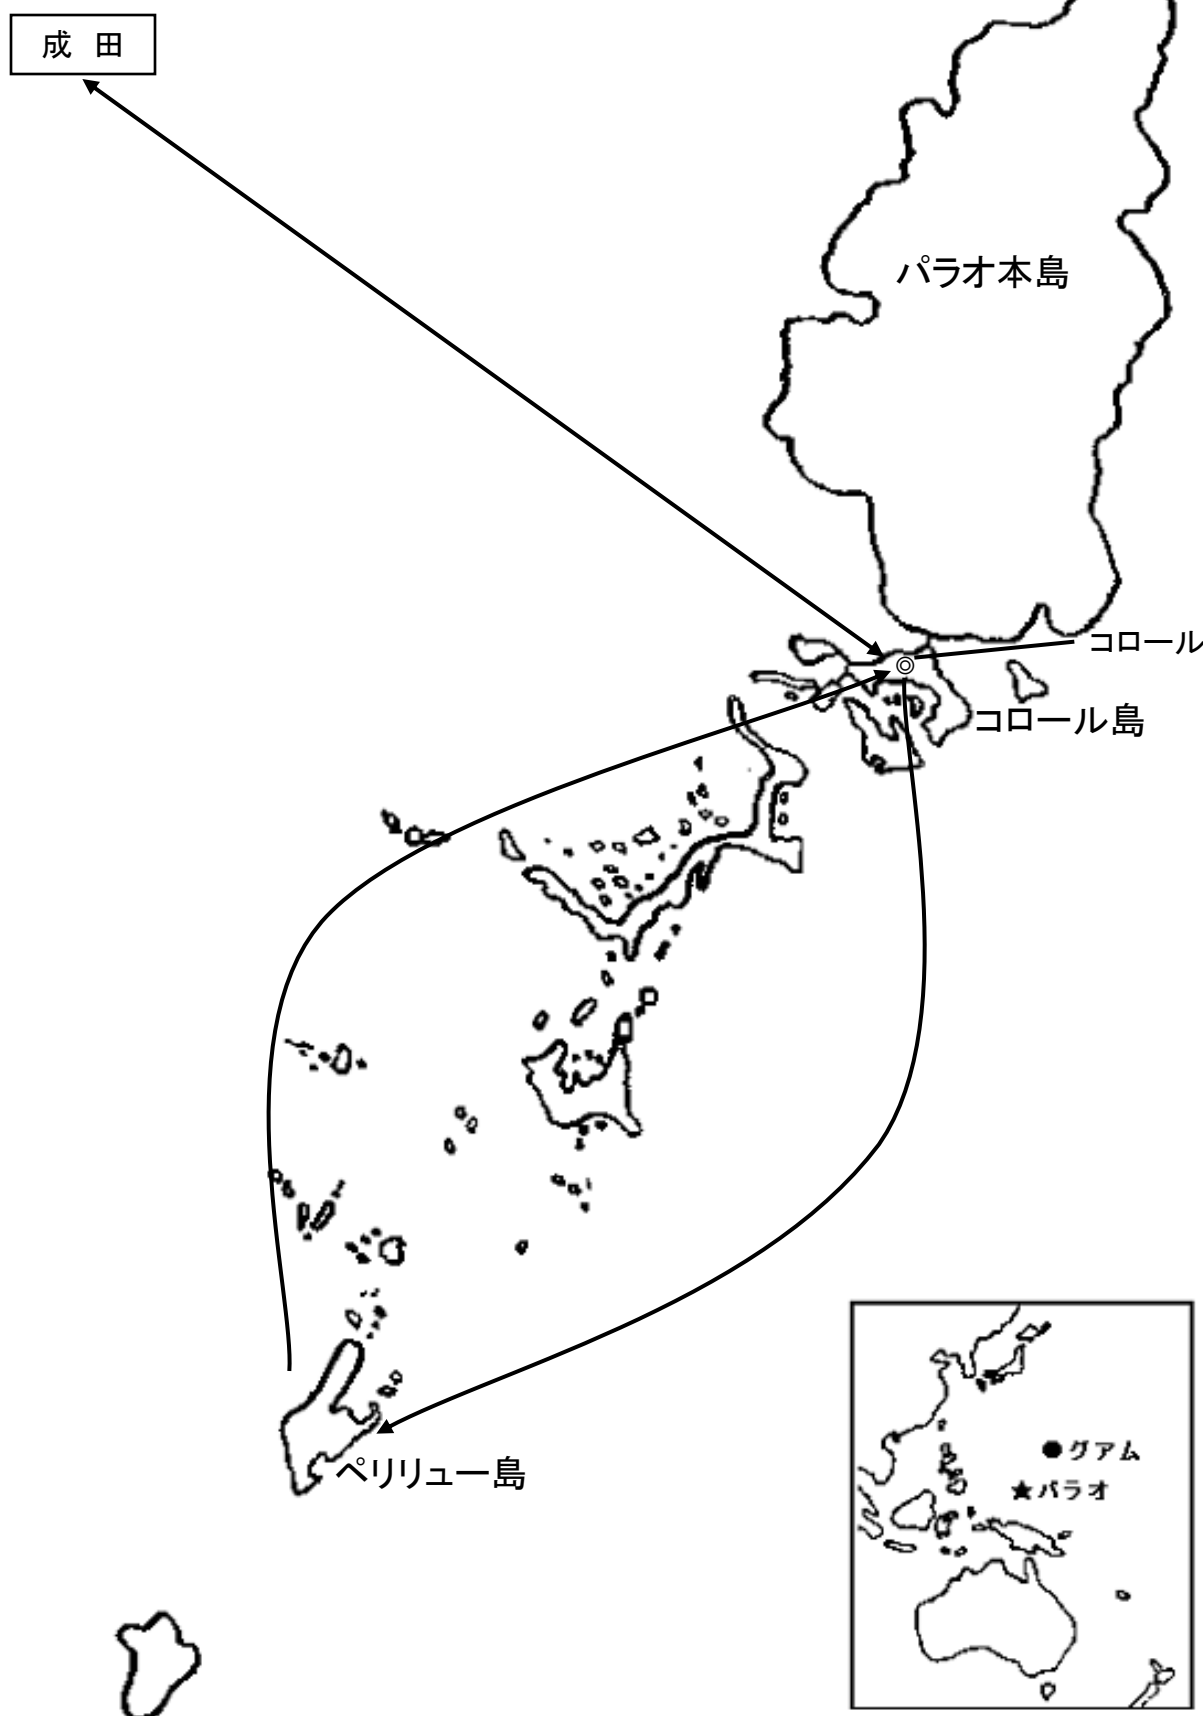 成 田
パラオ本島
コロール
コロール島
ペリリュー島
●グアム
★パラオ